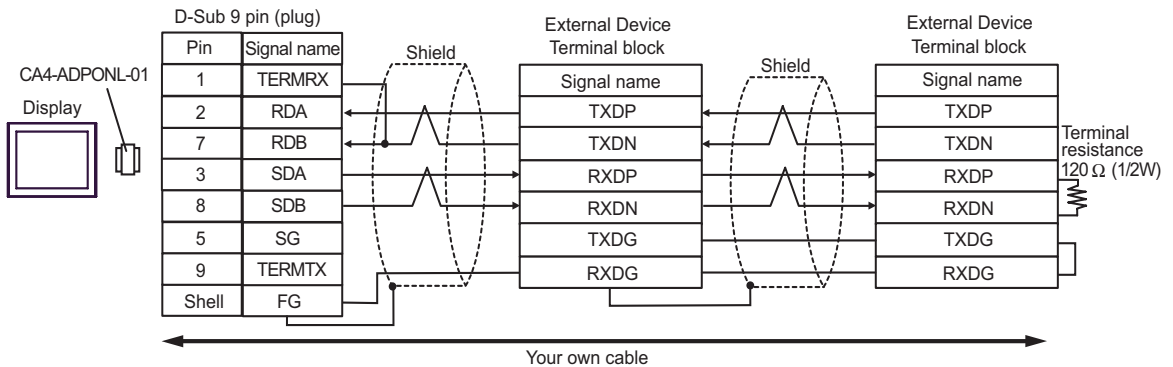 D-Sub 9 pin (plug)
External Device
Terminal block
External Device
Terminal block
Pin Signal name
Shield
Shield
CA4-ADPONL-01
Display
1 TERMRX
2 RDA
7 RDB
3 SDA
8 SDB
5 SG
9 TERMTX
Shell FG
Signal name
TXDP
TXDN
RXDP
RXDN
TXDG
RXDG
Signal name
TXDP
TXDN
RXDP
RXDN
TXDG
RXDG
Terminal
resistance
120 Ω (1/2W)
Your own cable